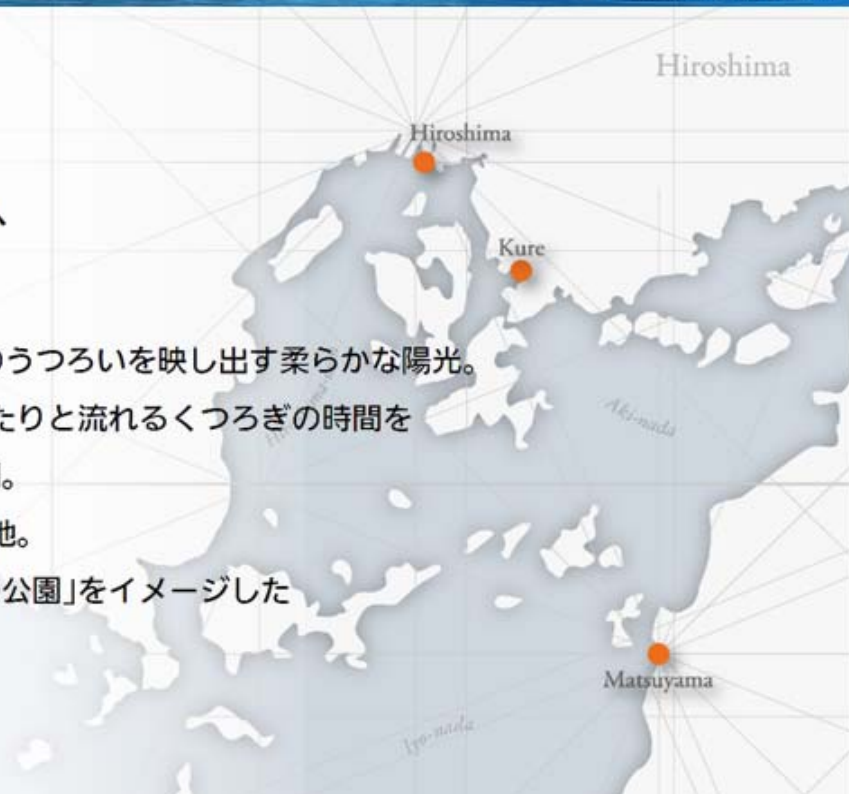 Hiroshima
Hiroshima
Kure
うつろいを映し出す柔らかな陽光。
たりと流れるくつろぎの時間を
Aki-nada
。
地。
公園」をイメージした
Matsuyama
Iyo-nada